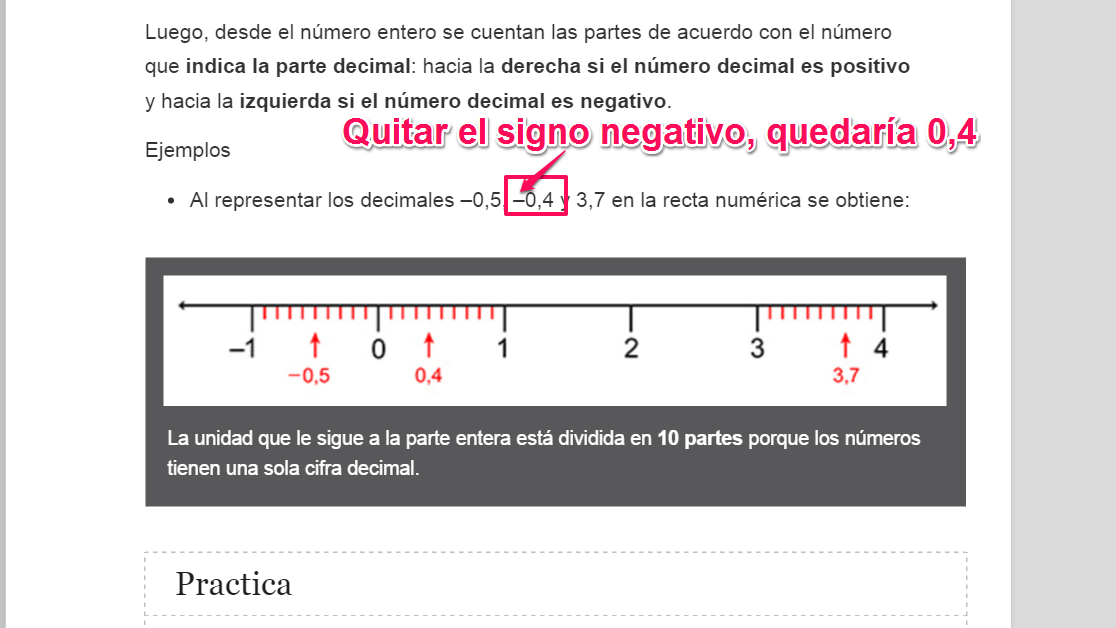 Luego, desde el número entero se cuentan las partes de acuerdo con el número
que indica la parte decimal: hacia la derecha si el número decimal es positivo
y hacia la izquierda si el número decimal es negativo.
Quitar el signo negativo, quedaría 0,4
Ejemplos
• Al representar los decimales –0,5, –0,4 y 3,7 en la recta numérica se obtiene:
–1 0 1 2 3 4
–0,5 0,4 3,7
La unidad que le sigue a la parte entera está dividida en 10 partes porque los números
tienen una sola cifra decimal.
Practica